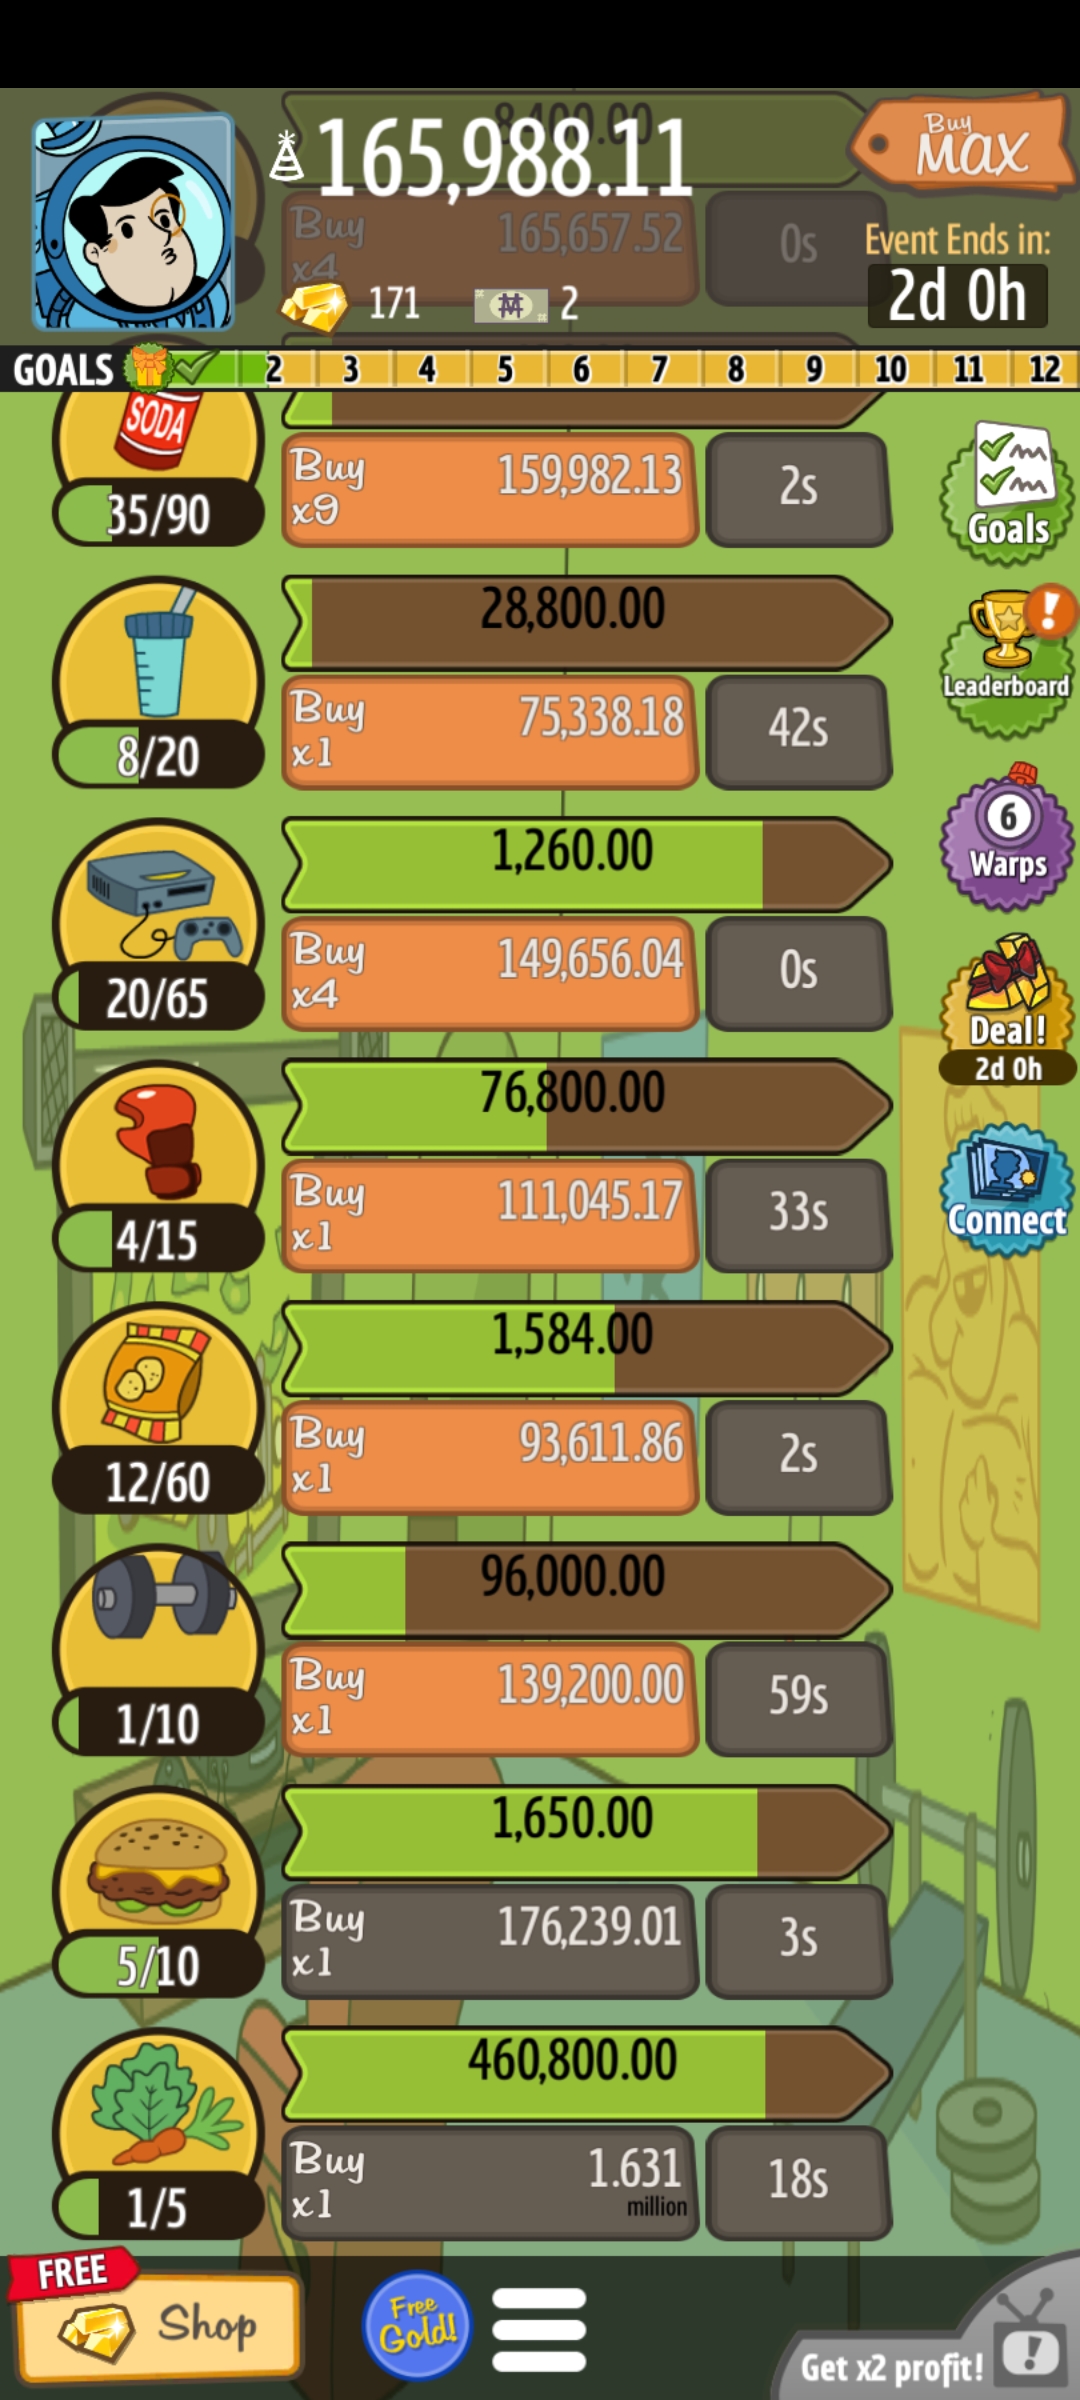 8,400.00
165,988.11
Buy
MAX
Buy
x4
165,657.52
0s
Event Ends in:
2d 0h
171
2
GOALS
2 3 4 5 6 7 8 9 10 11 12
SODA
35/90
Buy
x9
159,982.13
2s
Goals
28,800.00
8/20
Buy
x1
75,338.18
42s
Leaderboard
1,260.00
20/65
Buy
x4
149,656.04
0s
6
Warps
76,800.00
4/15
Buy
x1
111,045.17
33s
Deal!
2d 0h
Connect
1,584.00
12/60
Buy
x1
93,611.86
2s
96,000.00
1/10
Buy
x1
139,200.00
59s
1,650.00
5/10
Buy
x1
176,239.01
3s
460,800.00
1/5
Buy
x1
1.631
million
18s
FREE
Shop
Free
Gold!
Get x2 profit!